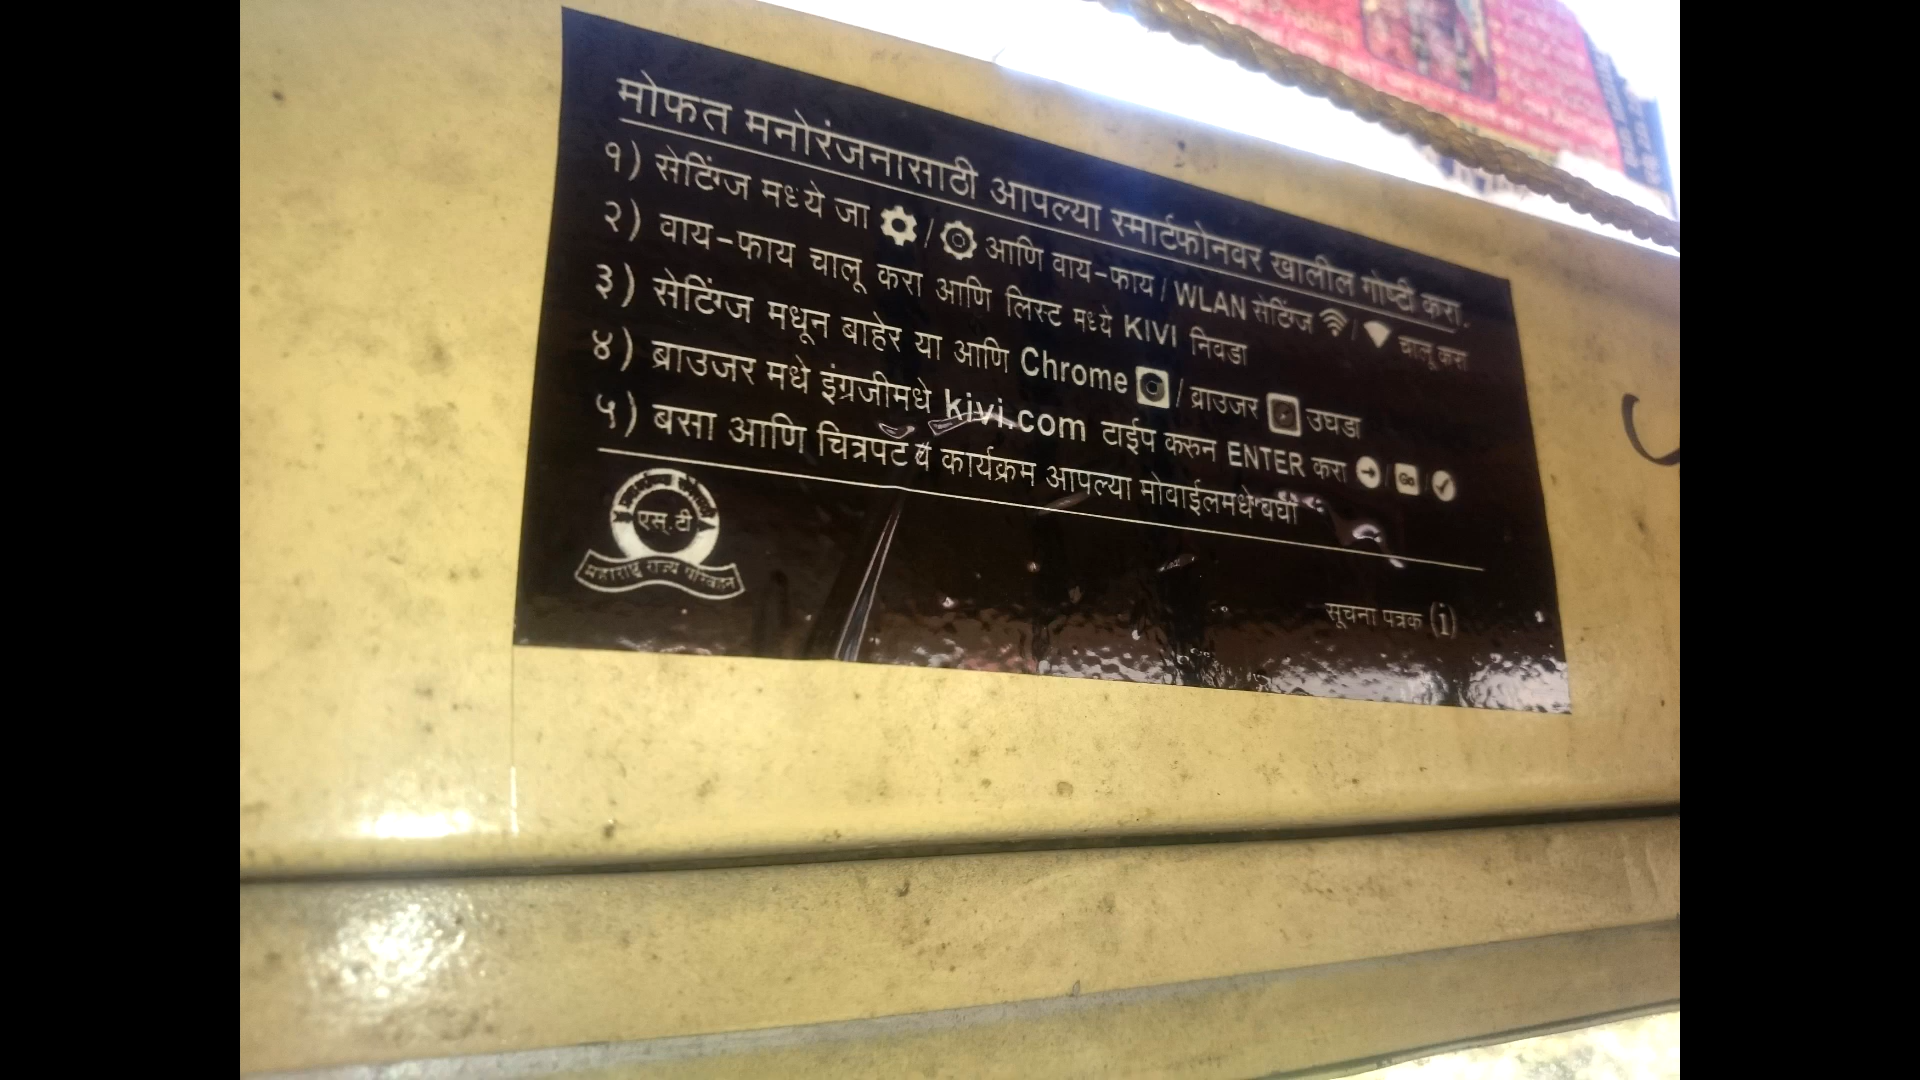 मोफत मनोरंजनासाठी आपल्या स्मार्टफोनवर खालील गोष्टी करा.
१) सेटिंग्ज मध्ये जा / आणि वाय-फाय / WLAN सेटिंग्ज / चालू करा
२) वाय-फाय चालू करा आणि लिस्ट मध्ये KIVI निवडा
३) सेटिंग्ज मधून बाहेर या आणि Chrome / ब्राउजर उघडा
४) ब्राउजर मधे इंग्रजीमधे kivi.com टाईप करुन ENTER करा / Go /
५) बसा आणि चित्रपट व कार्यक्रम आपल्या मोबाईलमधे बघा
एस.टी
महाराष्ट्र राज्य परिवहन
सूचना पत्रक (i)